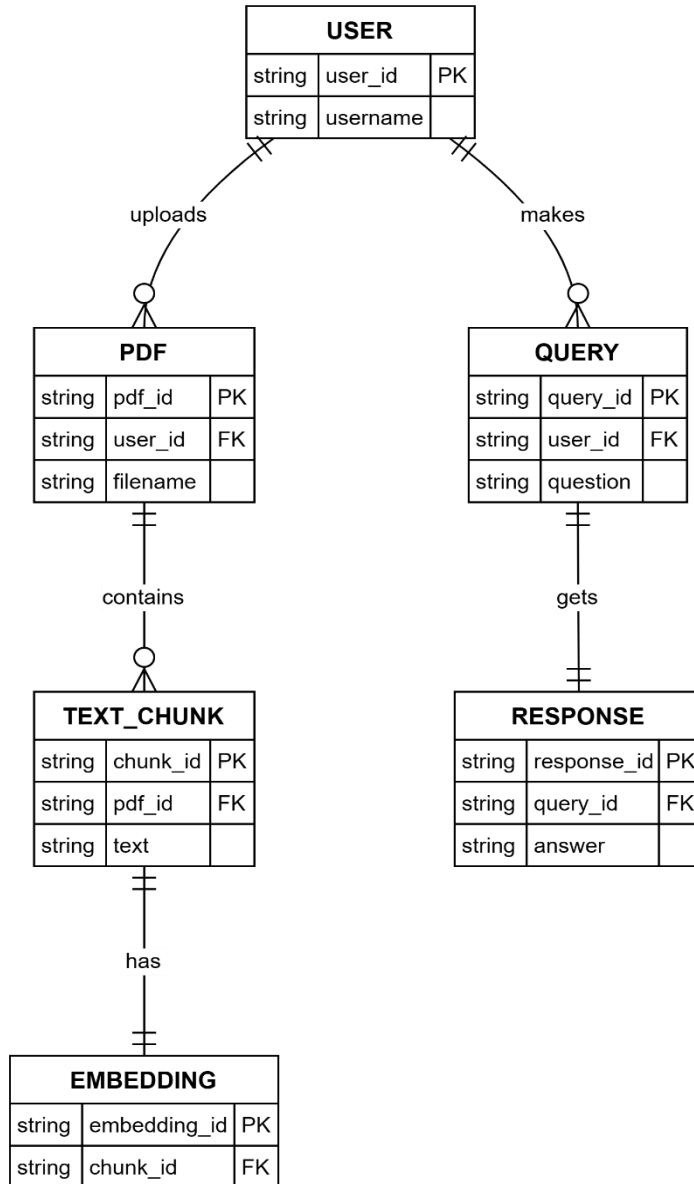 USER
string user_id PK
string username
uploads
makes
PDF
string pdf_id PK
string user_id FK
string filename
QUERY
string query_id PK
string user_id FK
string question
contains
gets
TEXT_CHUNK
string chunk_id PK
string pdf_id FK
string text
RESPONSE
string response_id PK
string query_id FK
string answer
has
EMBEDDING
string embedding_id PK
string chunk_id FK